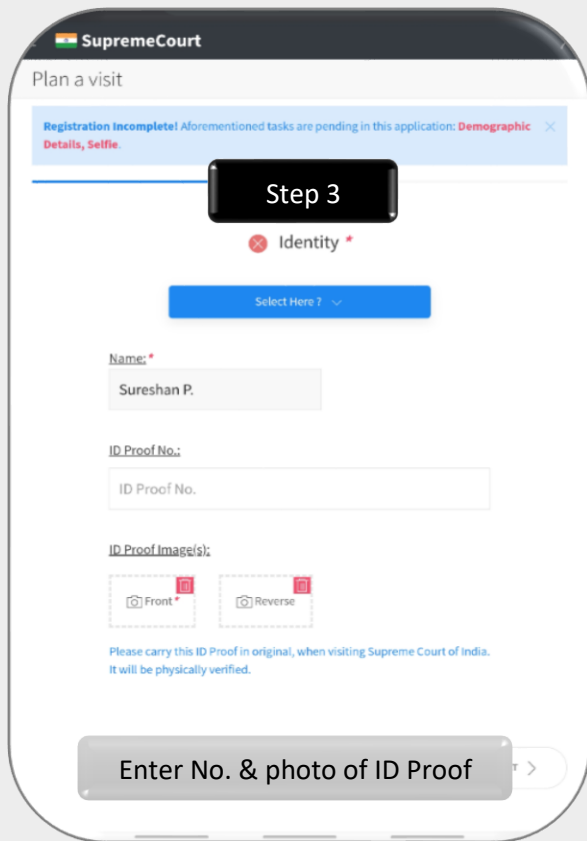 SupremeCourt
Plan a visit
Registration Incomplete! Aforementioned tasks are pending in this application: Demographic
Details, Selfie.
Step 3
Identity *
Select Here ?
Name: *
Sureshan P.
ID Proof No.:
ID Proof No.
ID Proof Image(s):
Front * Reverse
Please carry this ID Proof in original, when visiting Supreme Court of India.
It will be physically verified.
Enter No. & photo of ID Proof